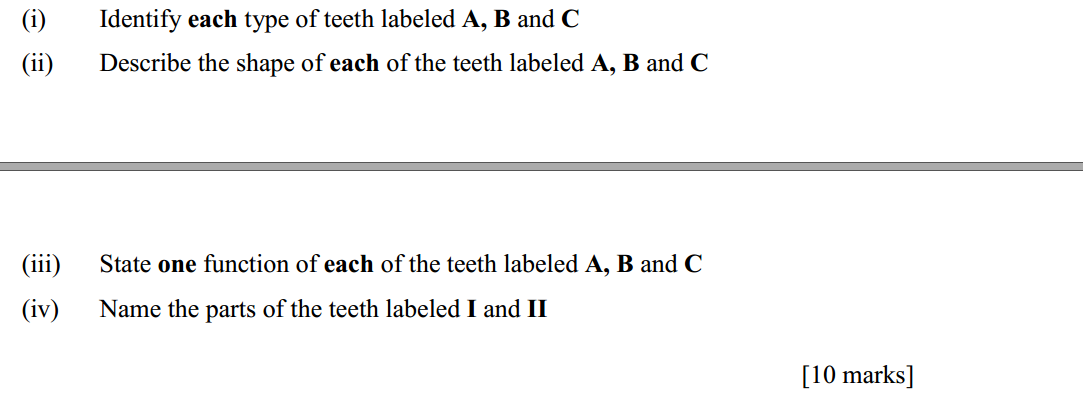 (i) Identify each type of teeth labeled A, B and C
(ii) Describe the shape of each of the teeth labeled A, B and C
(iii) State one function of each of the teeth labeled A, B and C
(iv) Name the parts of the teeth labeled I and II
[10 marks]